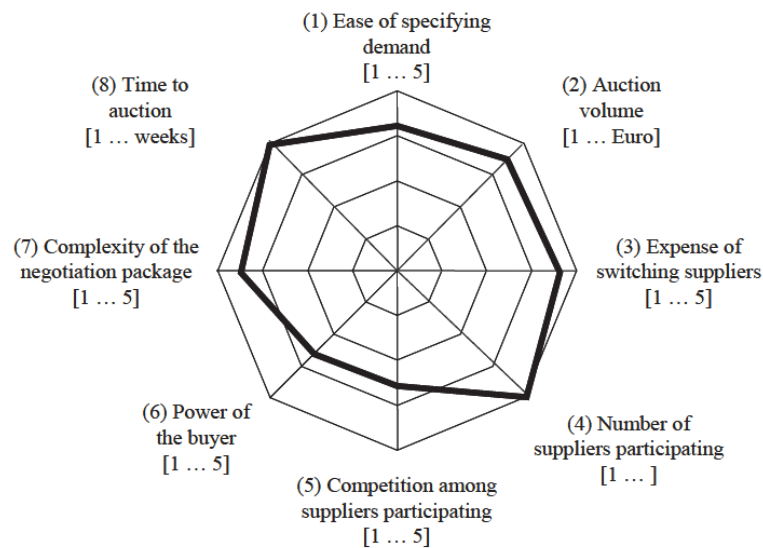 (1) Ease of specifying
demand
[1 … 5]
(2) Auction
volume
[1 … Euro]
(3) Expense of
switching suppliers
[1 … 5]
(4) Number of
suppliers participating
[1 … ]
(5) Competition among
suppliers participating
[1 … 5]
(6) Power of
the buyer
[1 … 5]
(7) Complexity of the
negotiation package
[1 … 5]
(8) Time to
auction
[1 … weeks]